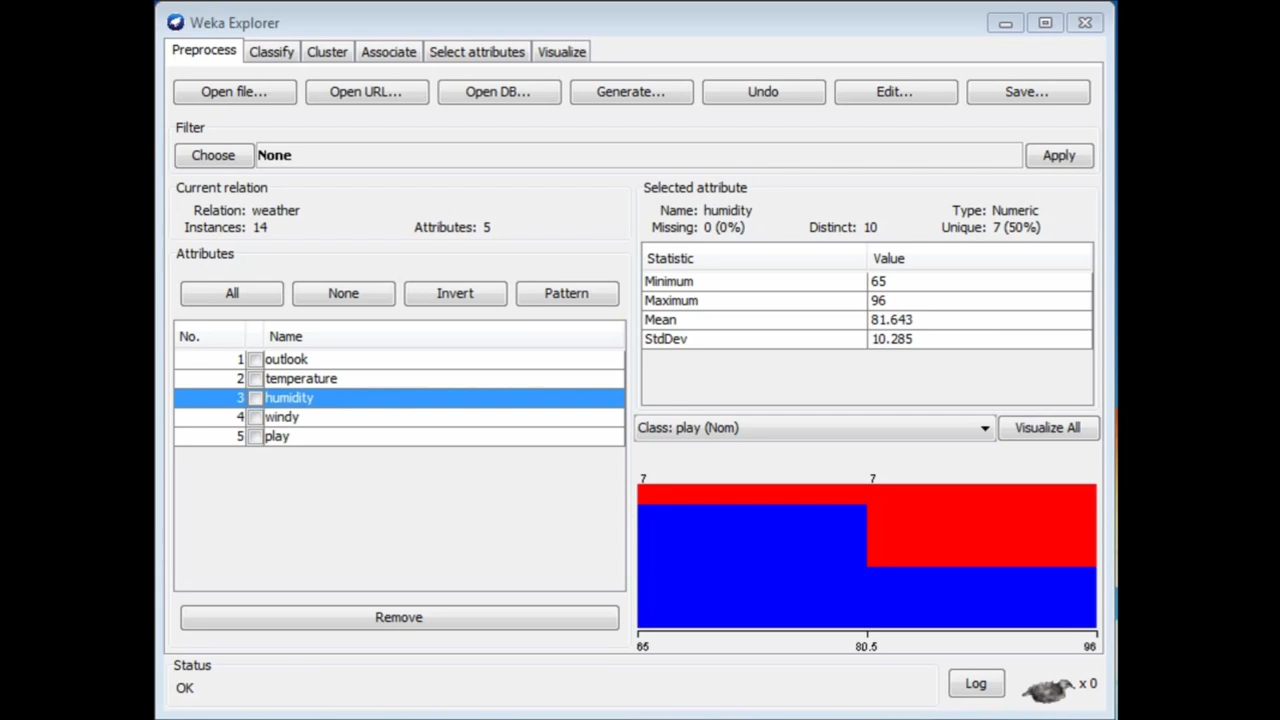 Weka Explorer
Preprocess Classify Cluster Associate Select attributes Visualize
Open file... Open URL... Open DB... Generate... Undo Edit... Save...
Filter
Choose None Apply
Current relation
Relation: weather
Instances: 14 Attributes: 5
Attributes
All None Invert Pattern
No. Name
1 outlook
2 temperature
3 humidity
4 windy
5 play
Remove
Selected attribute
Name: humidity Type: Numeric
Missing: 0 (0%) Distinct: 10 Unique: 7 (50%)
Statistic Value
Minimum 65
Maximum 96
Mean 81.643
StdDev 10.285
Class: play (Nom) Visualize All
7 7
65 80.5 96
Status
OK Log x 0